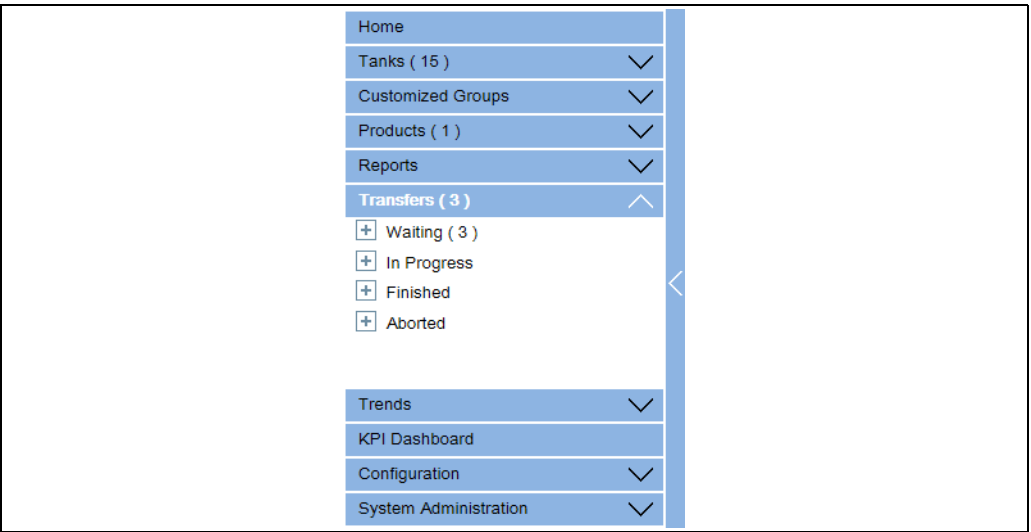 Home
Tanks ( 15 )
Customized Groups
Products ( 1 )
Reports
Transfers ( 3 )
Waiting ( 3 )
In Progress
Finished
Aborted
Trends
KPI Dashboard
Configuration
System Administration